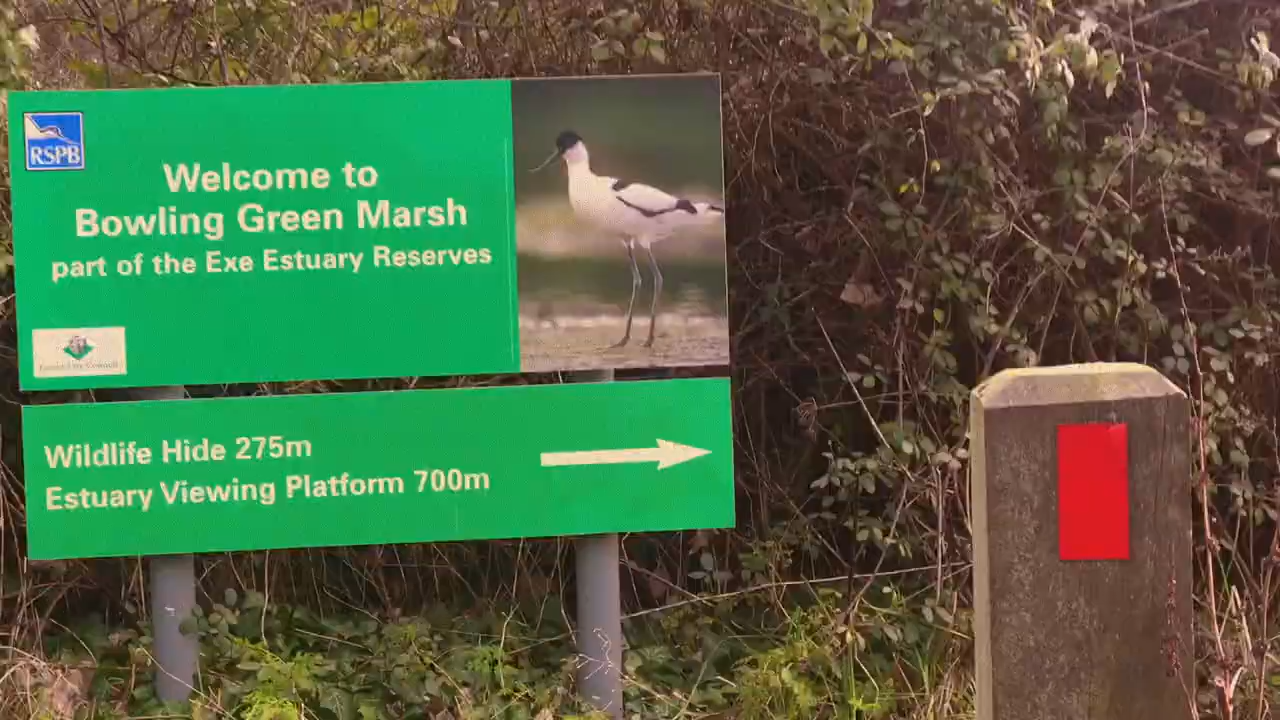 RSPB
Welcome to
Bowling Green Marsh
part of the Exe Estuary Reserves
Wildlife Hide 275m
Estuary Viewing Platform 700m